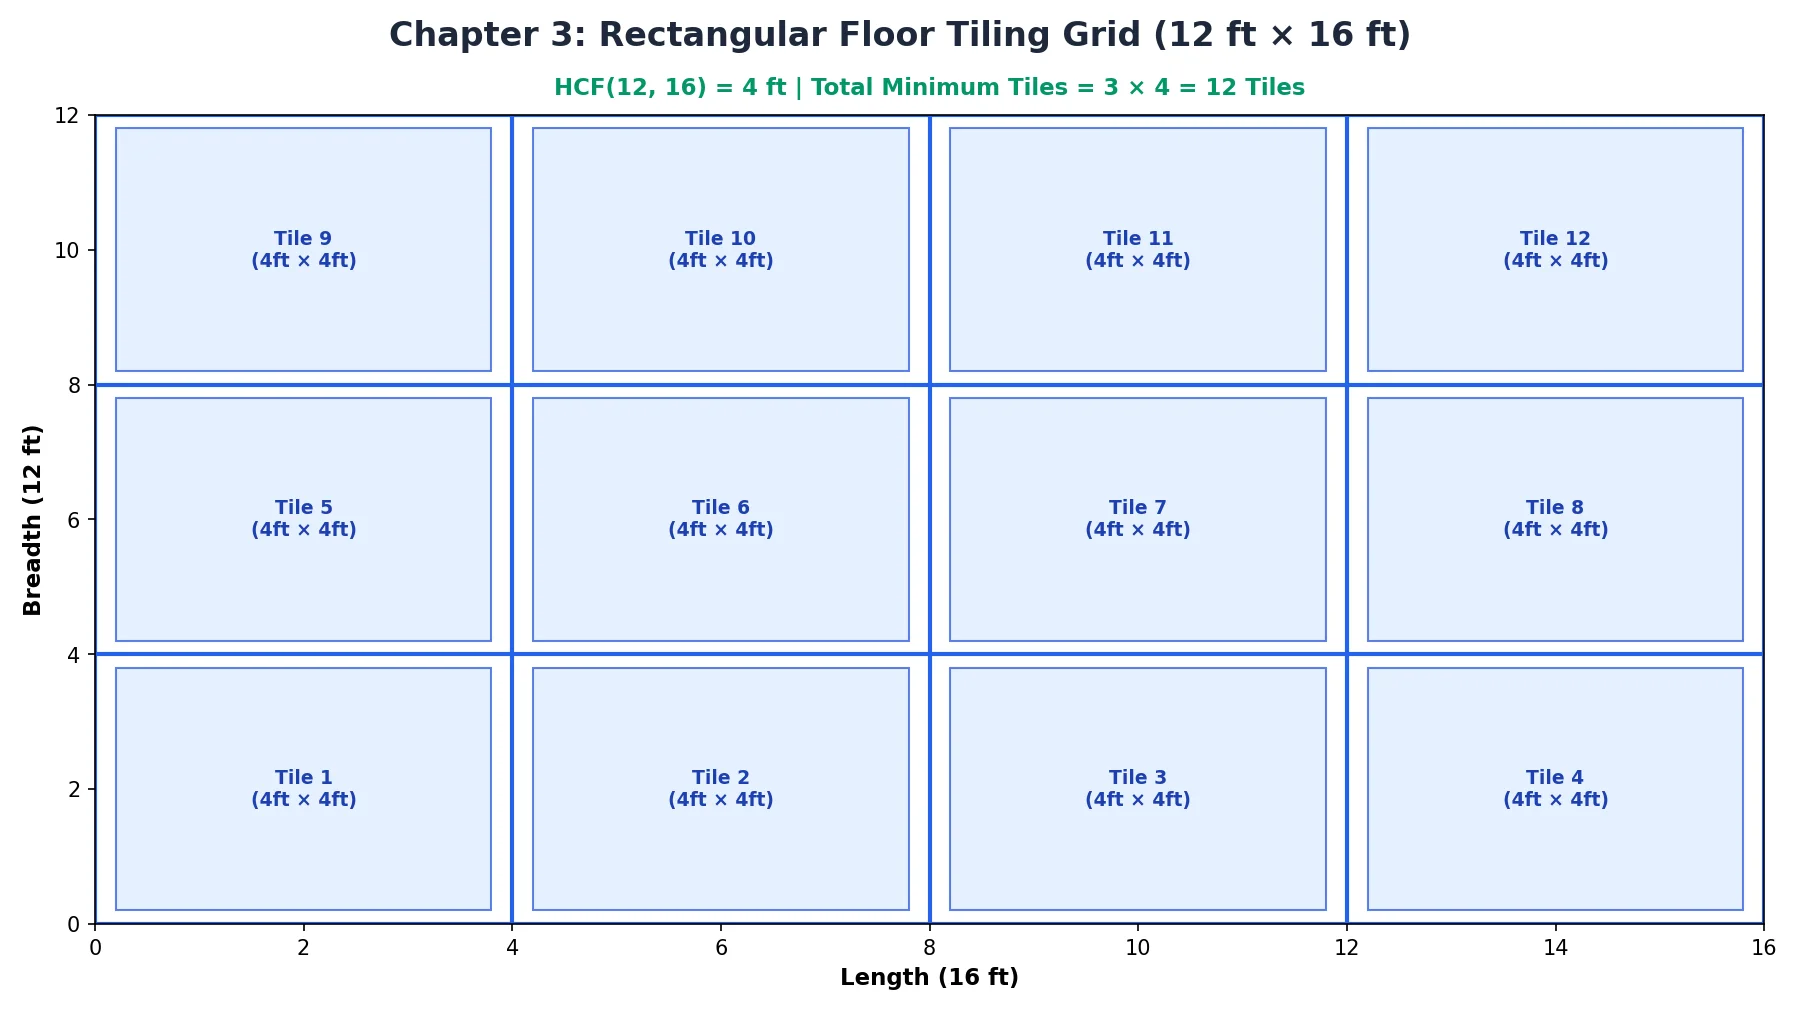 Chapter 3: Rectangular Floor Tiling Grid (12 ft × 16 ft)
HCF(12, 16) = 4 ft | Total Minimum Tiles = 3 × 4 = 12 Tiles
12
10
8
6
4
2
0
Breadth (12 ft)
Tile 9
(4ft × 4ft)
Tile 10
(4ft × 4ft)
Tile 11
(4ft × 4ft)
Tile 12
(4ft × 4ft)
Tile 5
(4ft × 4ft)
Tile 6
(4ft × 4ft)
Tile 7
(4ft × 4ft)
Tile 8
(4ft × 4ft)
Tile 1
(4ft × 4ft)
Tile 2
(4ft × 4ft)
Tile 3
(4ft × 4ft)
Tile 4
(4ft × 4ft)
0 2 4 6 8 10 12 14 16
Length (16 ft)